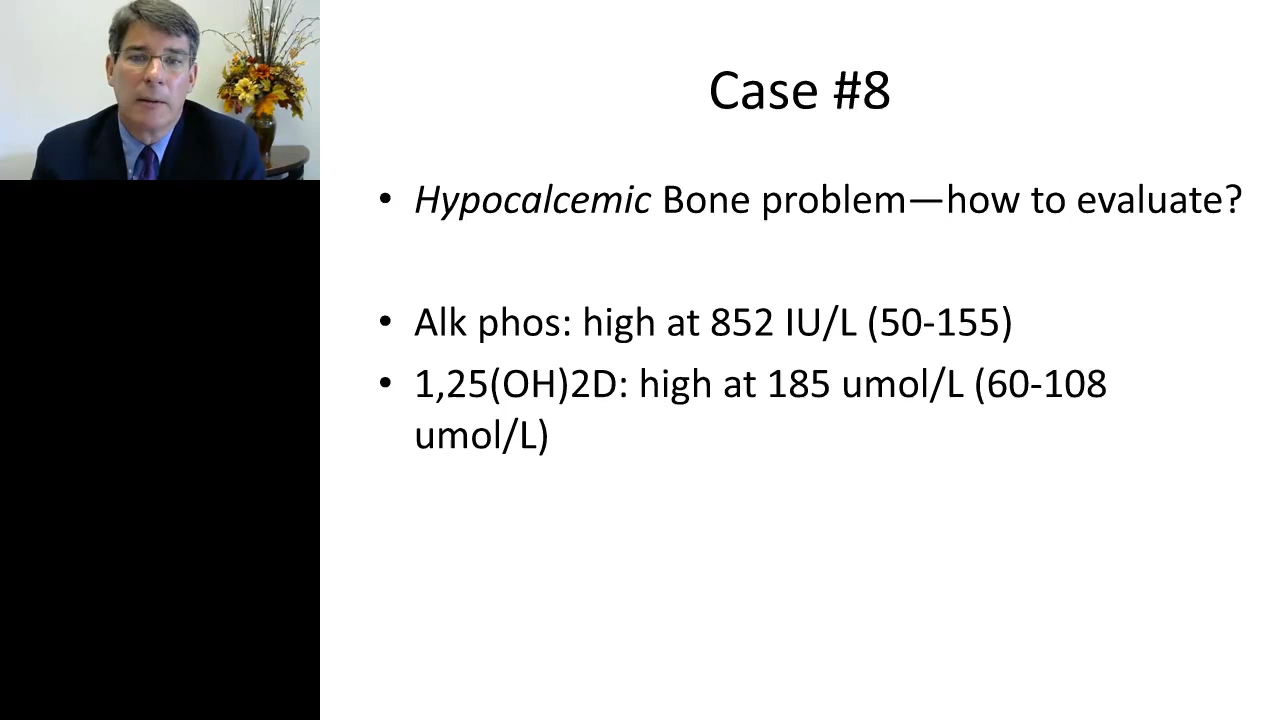 Case #8
• Hypocalcemic Bone problem—how to evaluate?
• Alk phos: high at 852 IU/L (50-155)
• 1,25(OH)2D: high at 185 umol/L (60-108
umol/L)